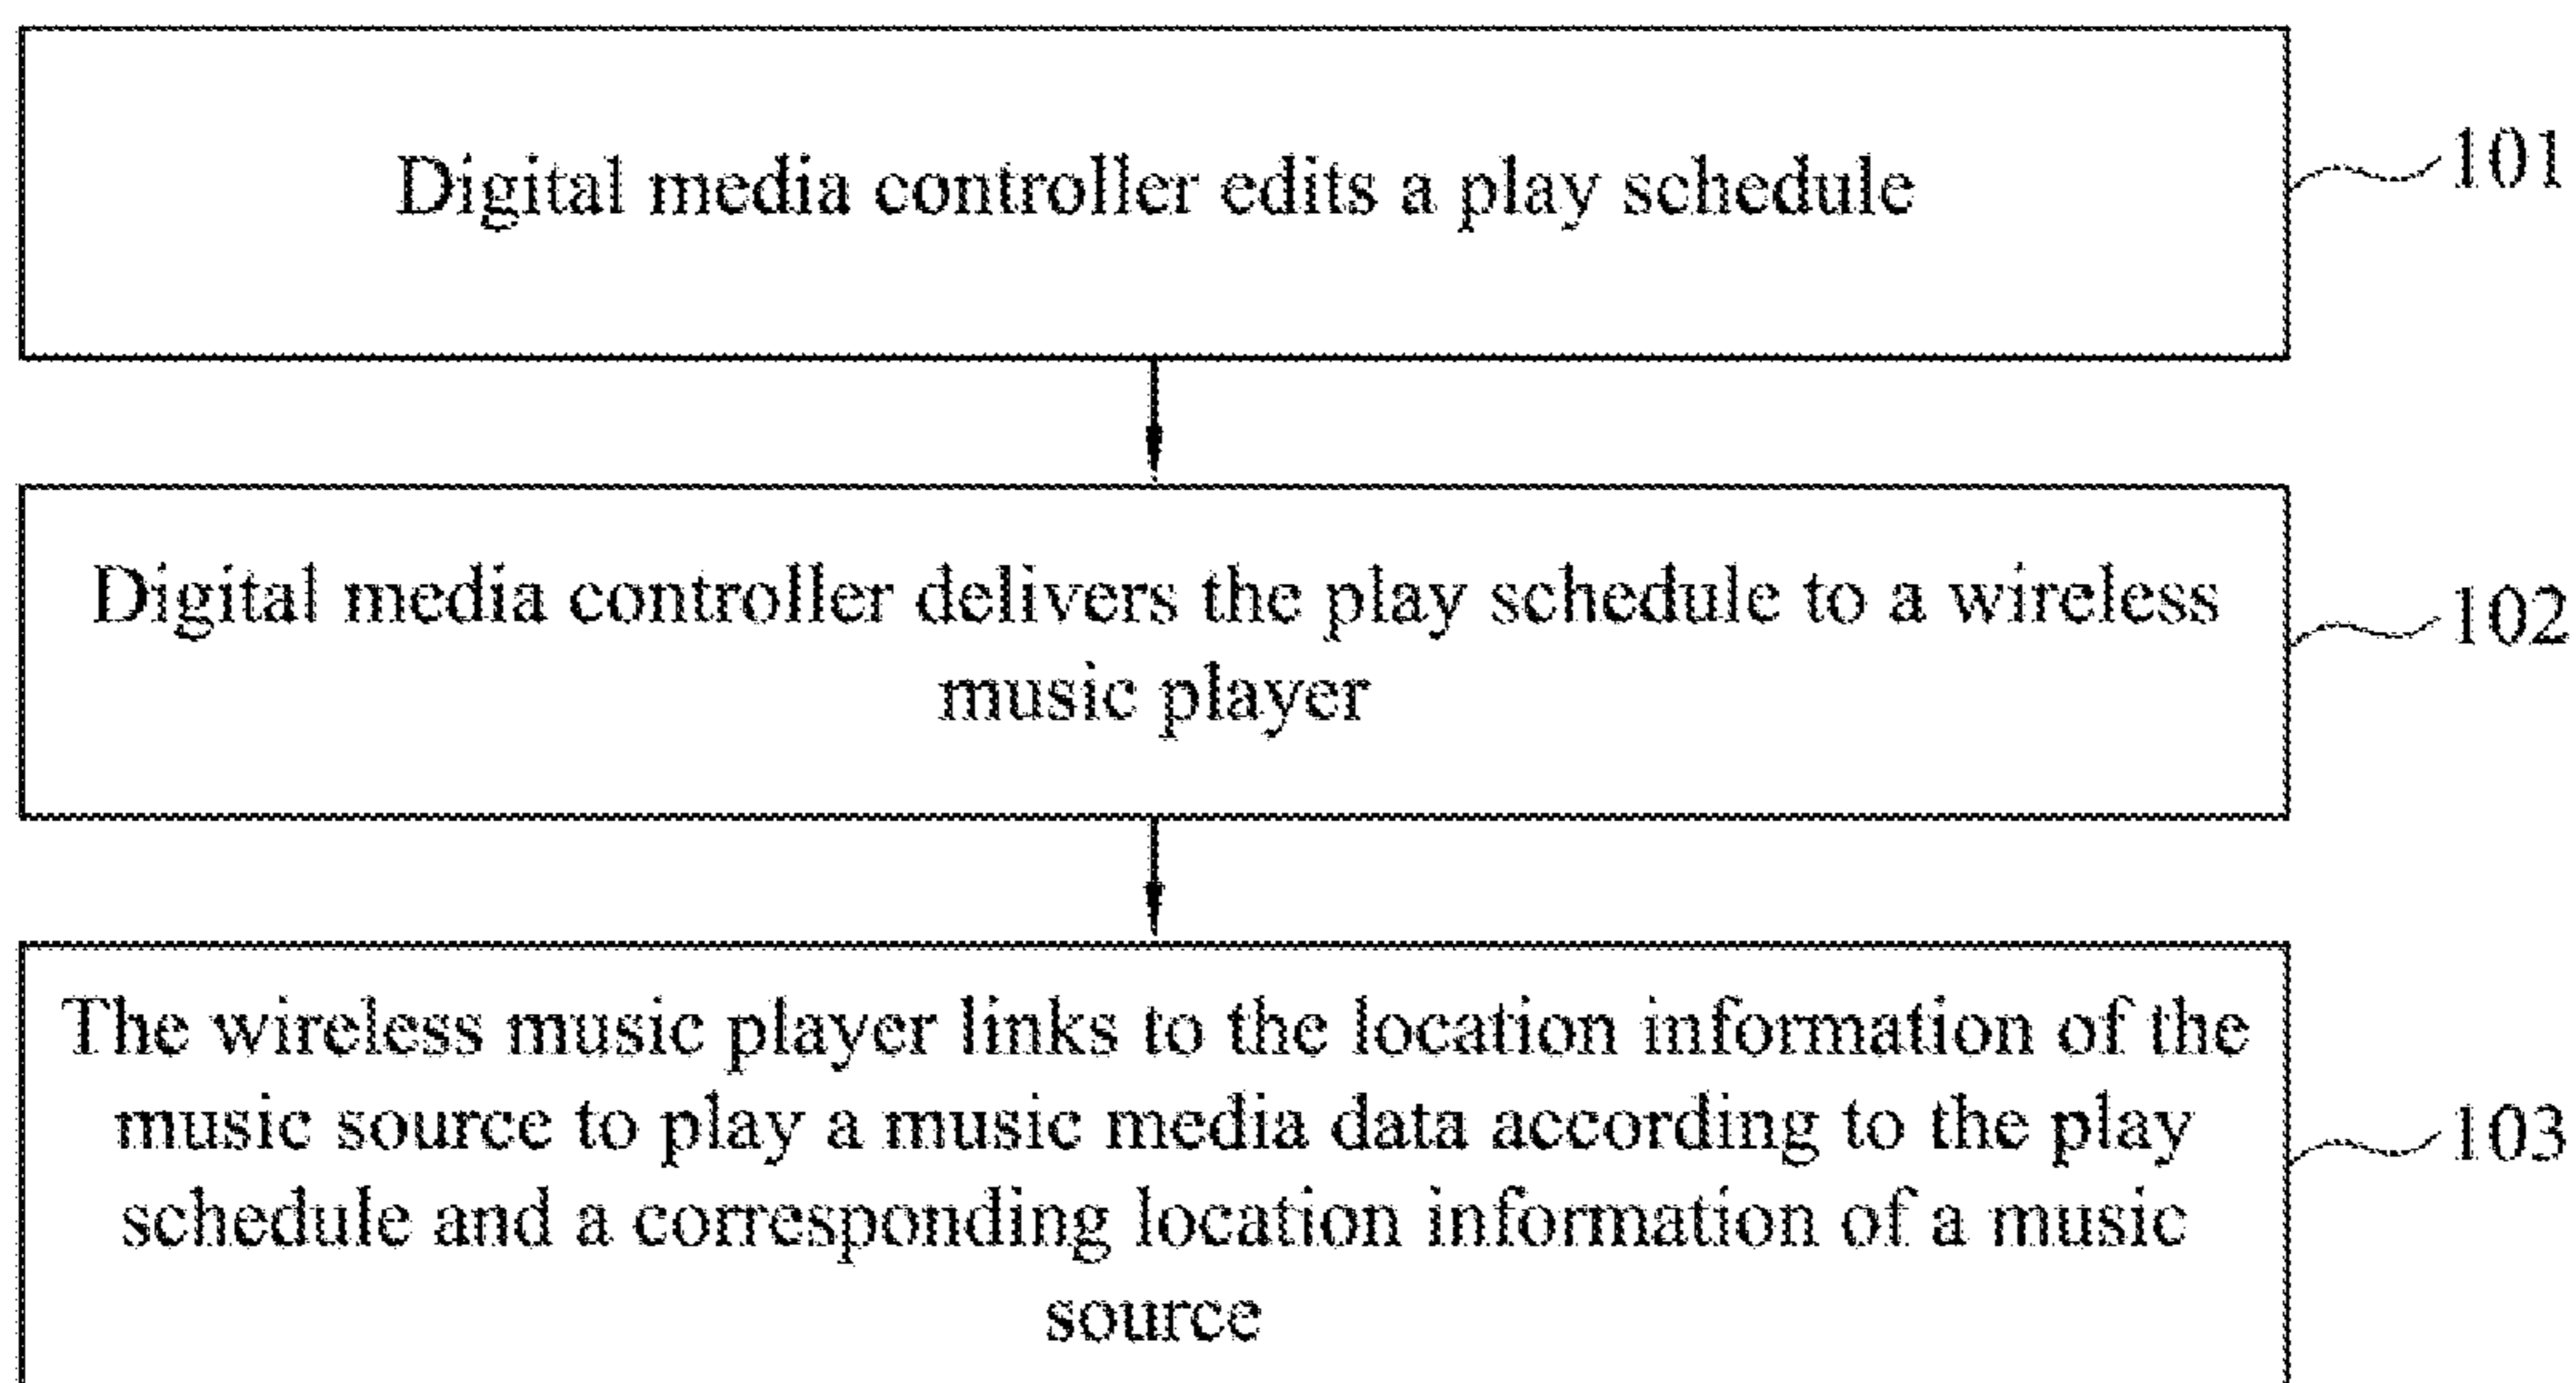 Digital media controller edits a play schedule
101
Digital media controller delivers the play schedule to a wireless
music player
102
The wireless music player links to the location information of the
music source to play a music media data according to the play
schedule and a corresponding location information of a music
source
103